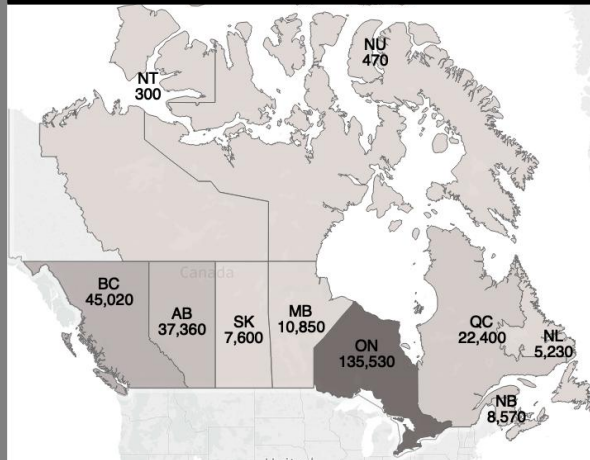 NU
470
NT
300
Canada
BC
45,020
AB
37,360
SK
7,600
MB
10,850
ON
135,530
QC
22,400
NL
5,230
NB
8,570